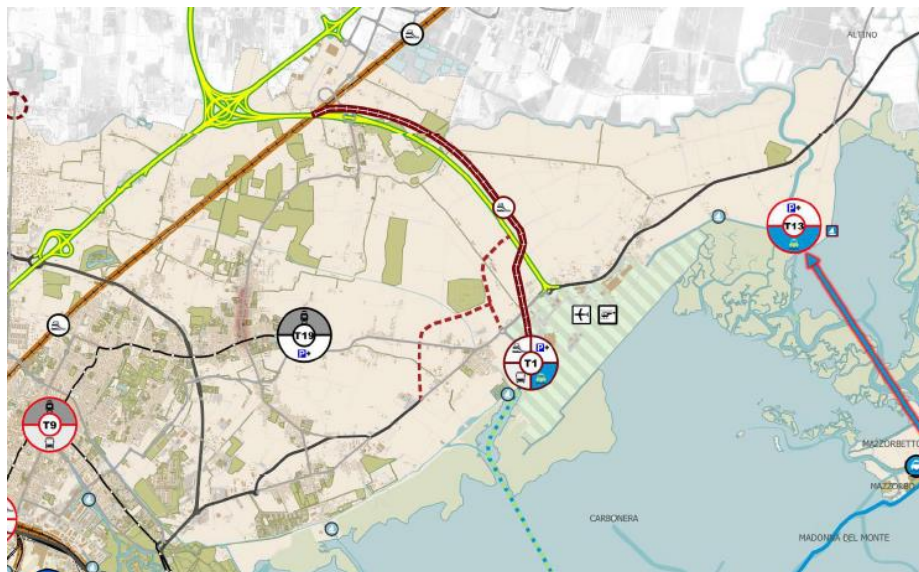 ALTINO
P+
T13
T19
P+
P+
T1
T9
MAZZORBETTO
MAZZORBO
CARBONERA
MADONNA DEL MONTE